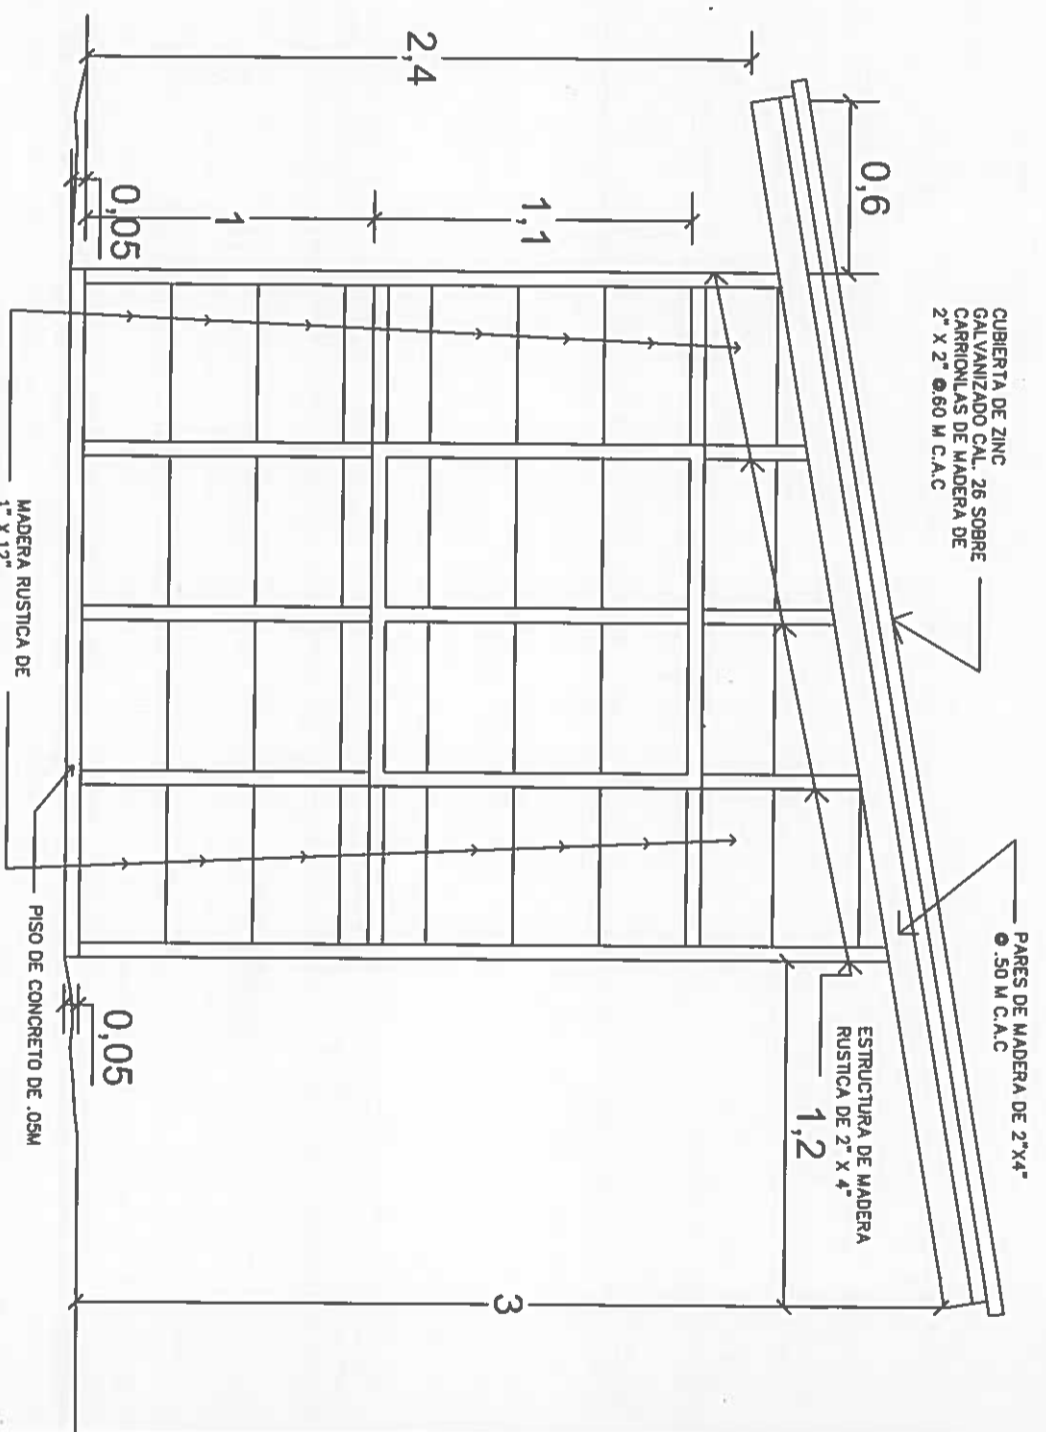 CUBIERTA DE ZINC
GALVANIZADO CAL. 26 SOBRE
CARRIONLAS DE MADERA DE
2" X 2" @.60 M C.A.C
PARES DE MADERA DE 2"X4"
@ .50 M C.A.C
0,6
2,4
1,1
1
0,05
ESTRUCTURA DE MADERA
RUSTICA DE 2" X 4"
1,2
3
0,05
MADERA RUSTICA DE
1" X 12"
PISO DE CONCRETO DE .05M